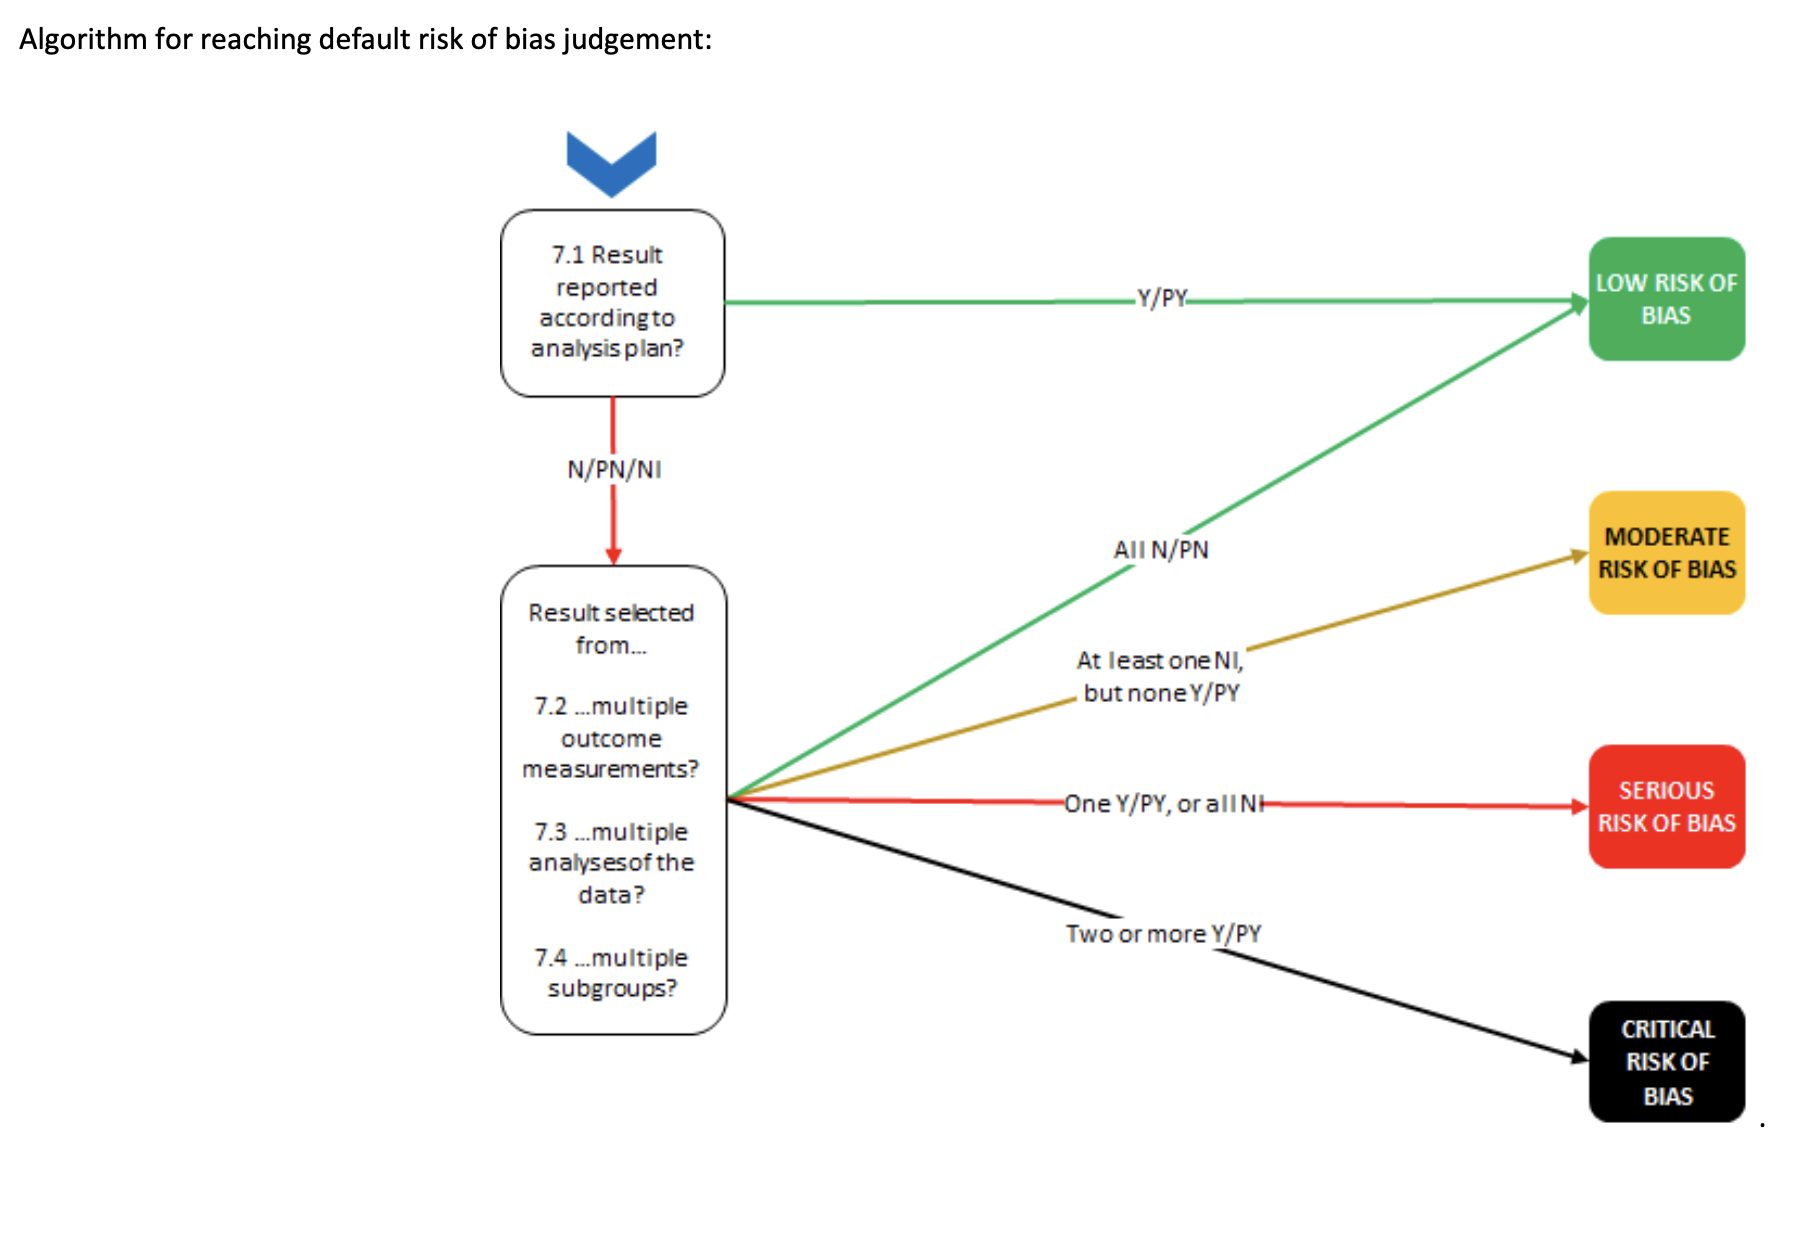 Algorithm for reaching default risk of bias judgement:
7.1 Result
reported
according to
analysis plan?
Y/PY
LOW RISK OF
BIAS
N/PN/NI
All N/PN
MODERATE
RISK OF BIAS
Result selected
from...
7.2 ...multiple
outcome
measurements?
7.3 ...multiple
analyses of the
data?
7.4 ...multiple
subgroups?
At least one NI,
but none Y/PY
One Y/PY, or all NI
SERIOUS
RISK OF BIAS
Two or more Y/PY
CRITICAL
RISK OF
BIAS
.